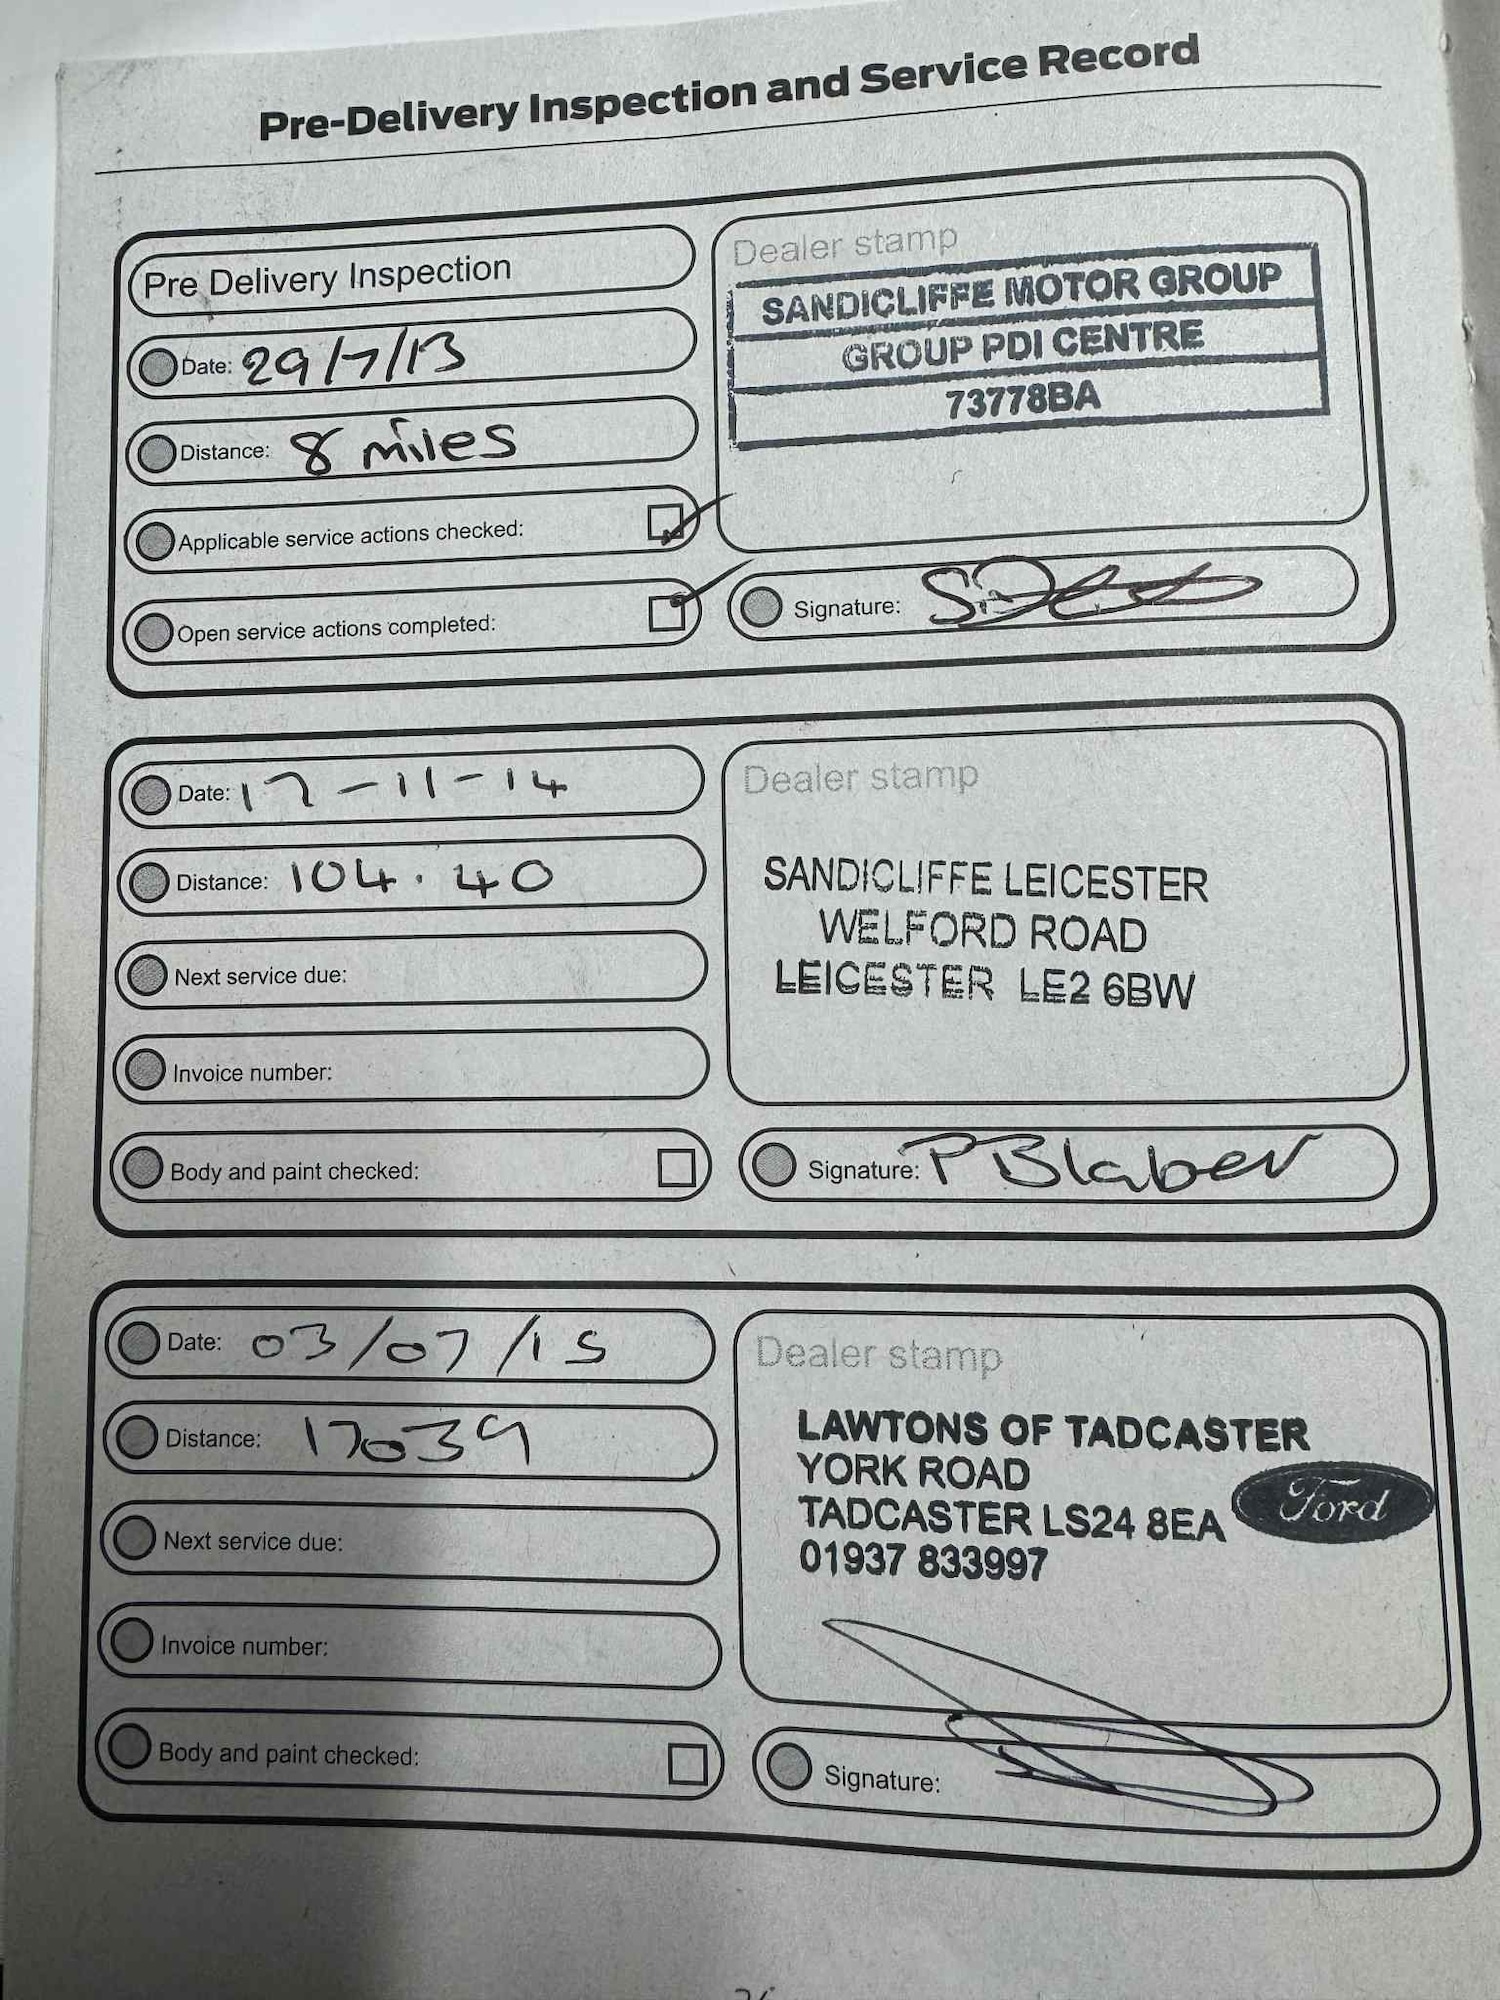 Pre-Delivery Inspection and Service Record
Pre Delivery Inspection
Date: 29/7/13
Distance: 8 miles
Applicable service actions checked:
Open service actions completed:
Dealer stamp
SANDICLIFFE MOTOR GROUP
GROUP PDI CENTRE
73778BA
Signature:
Date: 17-11-14
Distance: 104.40
Next service due:
Invoice number:
Body and paint checked:
Dealer stamp
SANDICLIFFE LEICESTER
WELFORD ROAD
LEICESTER LE2 6BW
Signature: P Blaber
Date: 03/07/15
Distance: 17039
Next service due:
Invoice number:
Body and paint checked:
Dealer stamp
LAWTONS OF TADCASTER
YORK ROAD
TADCASTER LS24 8EA
Ford
01937 833997
Signature: